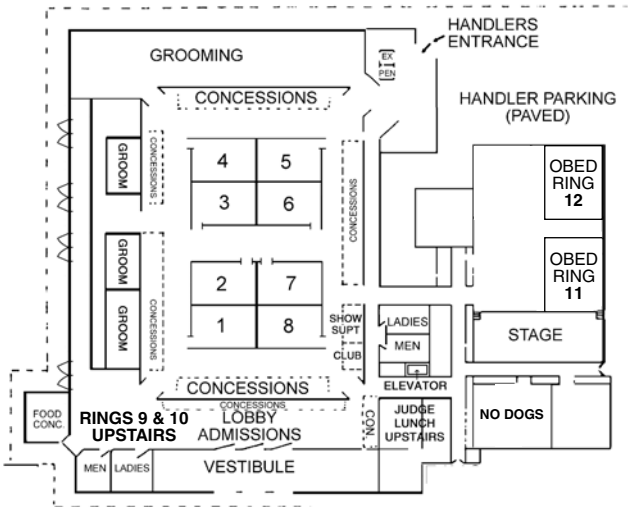 HANDLERS
ENTRANCE
GROOMING
EX
PEN
CONCESSIONS
HANDLER PARKING
(PAVED)
GROOM
CONCESSIONS
4
5
3
6
CONCESSIONS
OBED
RING
12
GROOM
GROOM
CONCESSIONS
2
7
1
8
OBED
RING
11
SHOW
SUPT
CLUB
LADIES
MEN
ELEVATOR
STAGE
CONCESSIONS
CONCESSIONS
FOOD
CONC.
RINGS 9 & 10
UPSTAIRS
LOBBY
ADMISSIONS
CON.
JUDGE
LUNCH
UPSTAIRS
NO DOGS
MEN
LADIES
VESTIBULE